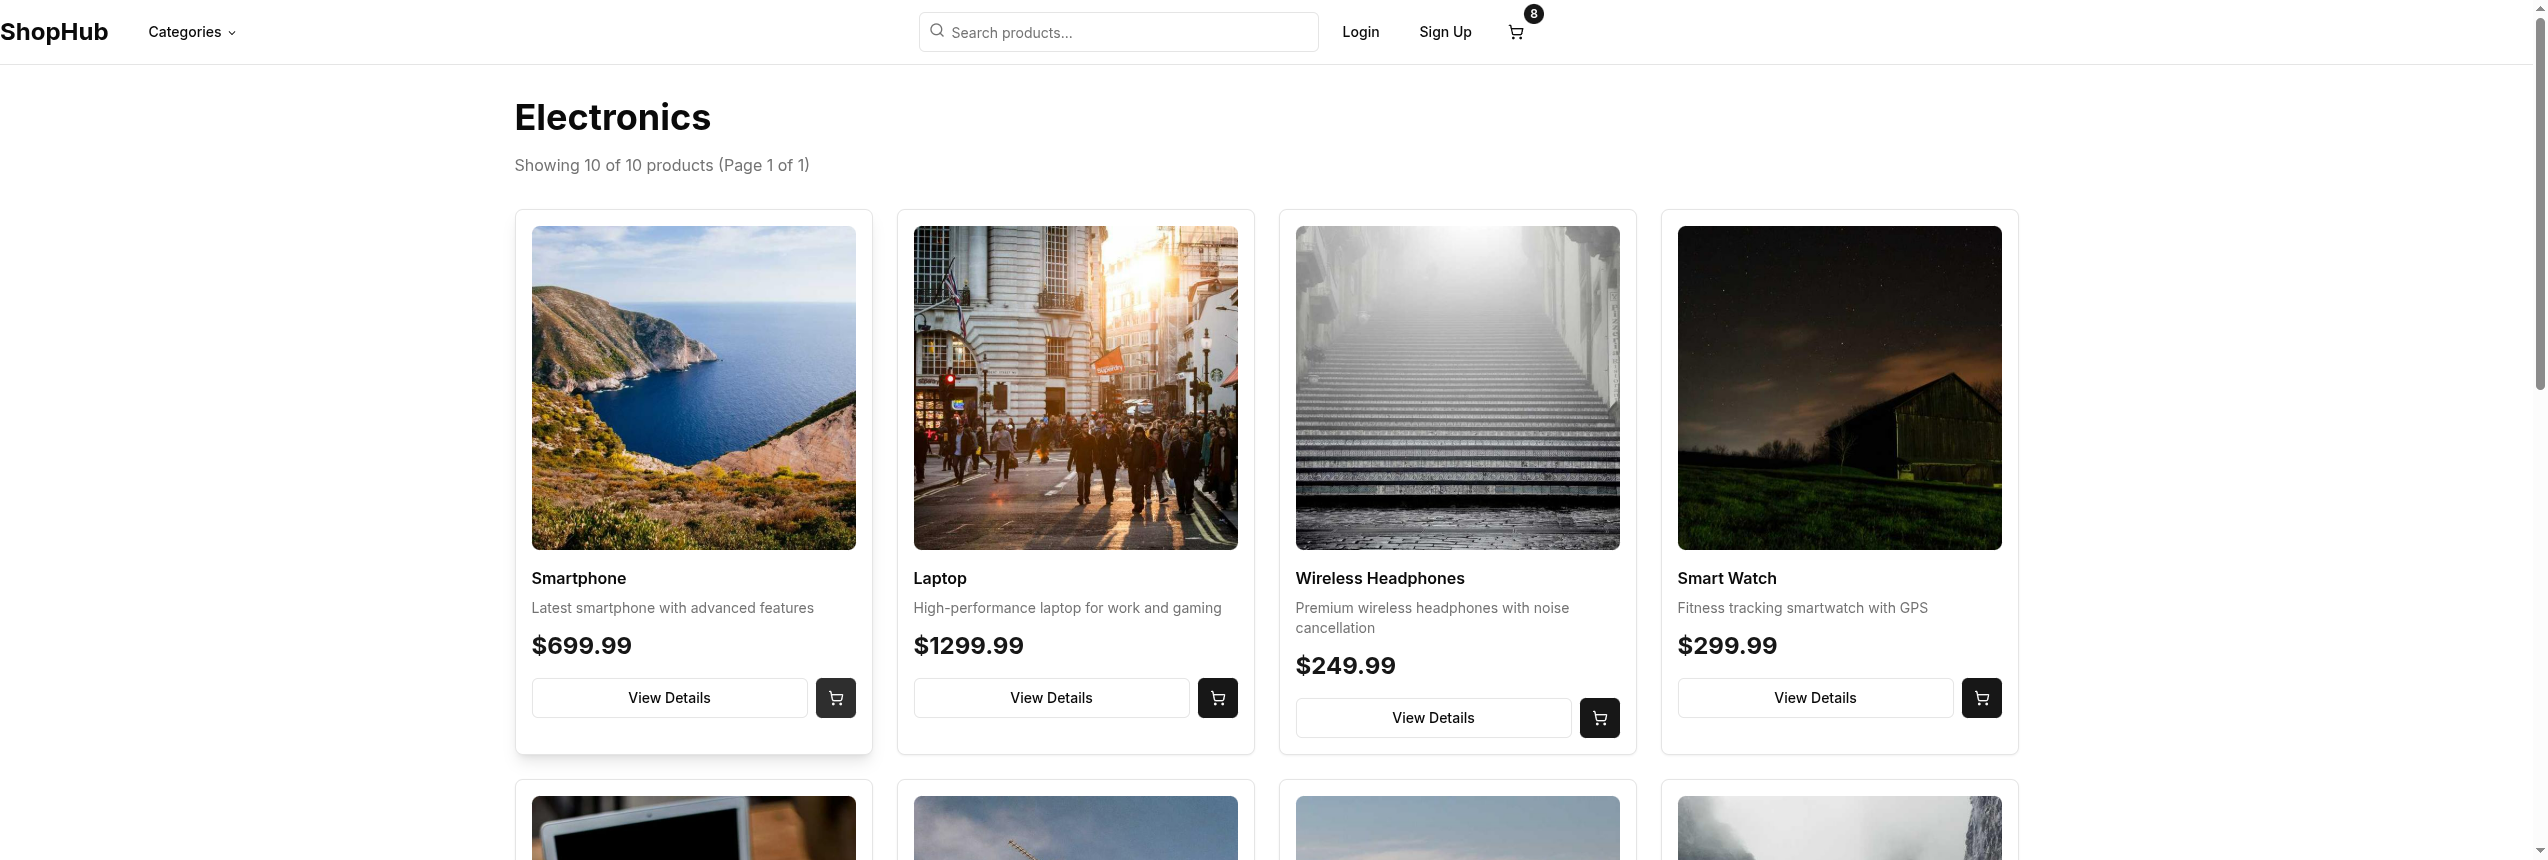 ShopHub
Categories
Search products...
Login
Sign Up
8
Electronics
Showing 10 of 10 products (Page 1 of 1)
Superdry
Smartphone
Latest smartphone with advanced features
$699.99
View Details
Laptop
High-performance laptop for work and gaming
$1299.99
View Details
Wireless Headphones
Premium wireless headphones with noise
cancellation
$249.99
View Details
Smart Watch
Fitness tracking smartwatch with GPS
$299.99
View Details